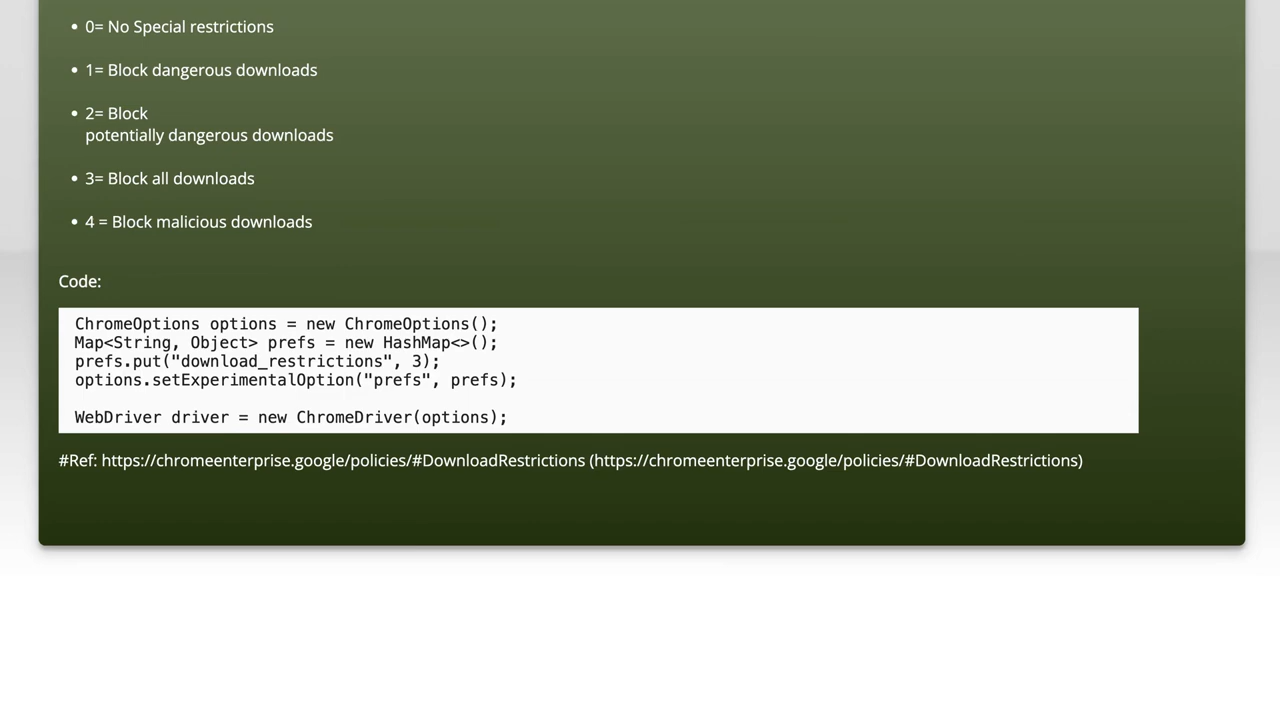 • 0= No Special restrictions
• 1= Block dangerous downloads
• 2= Block
potentially dangerous downloads
• 3= Block all downloads
• 4 = Block malicious downloads
Code:
ChromeOptions options = new ChromeOptions();
Map<String, Object> prefs = new HashMap<>();
prefs.put("download_restrictions", 3);
options.setExperimentalOption("prefs", prefs);
WebDriver driver = new ChromeDriver(options);
#Ref: https://chromeenterprise.google/policies/#DownloadRestrictions (https://chromeenterprise.google/policies/#DownloadRestrictions)